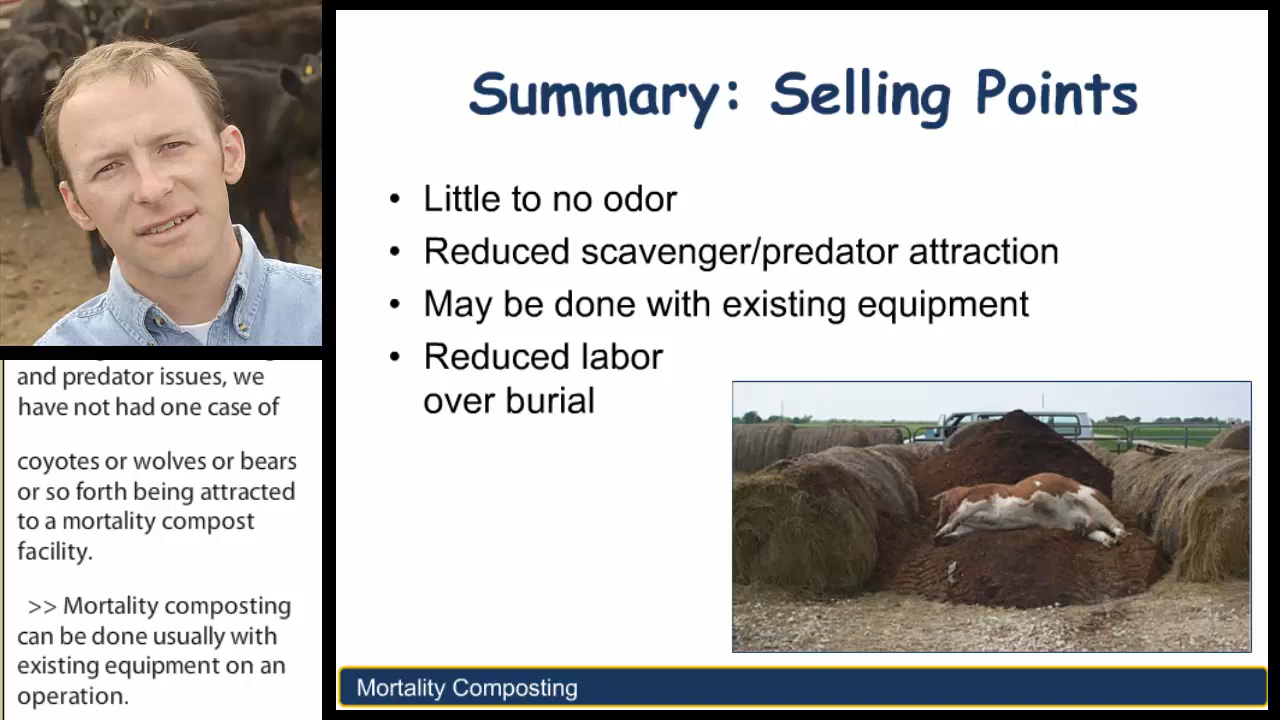 Summary: Selling Points
• Little to no odor
• Reduced scavenger/predator attraction
• May be done with existing equipment
• Reduced labor
over burial
and predator issues, we
have not had one case of
coyotes or wolves or bears
or so forth being attracted
to a mortality compost
facility.
>> Mortality composting
can be done usually with
existing equipment on an
operation.
Mortality Composting